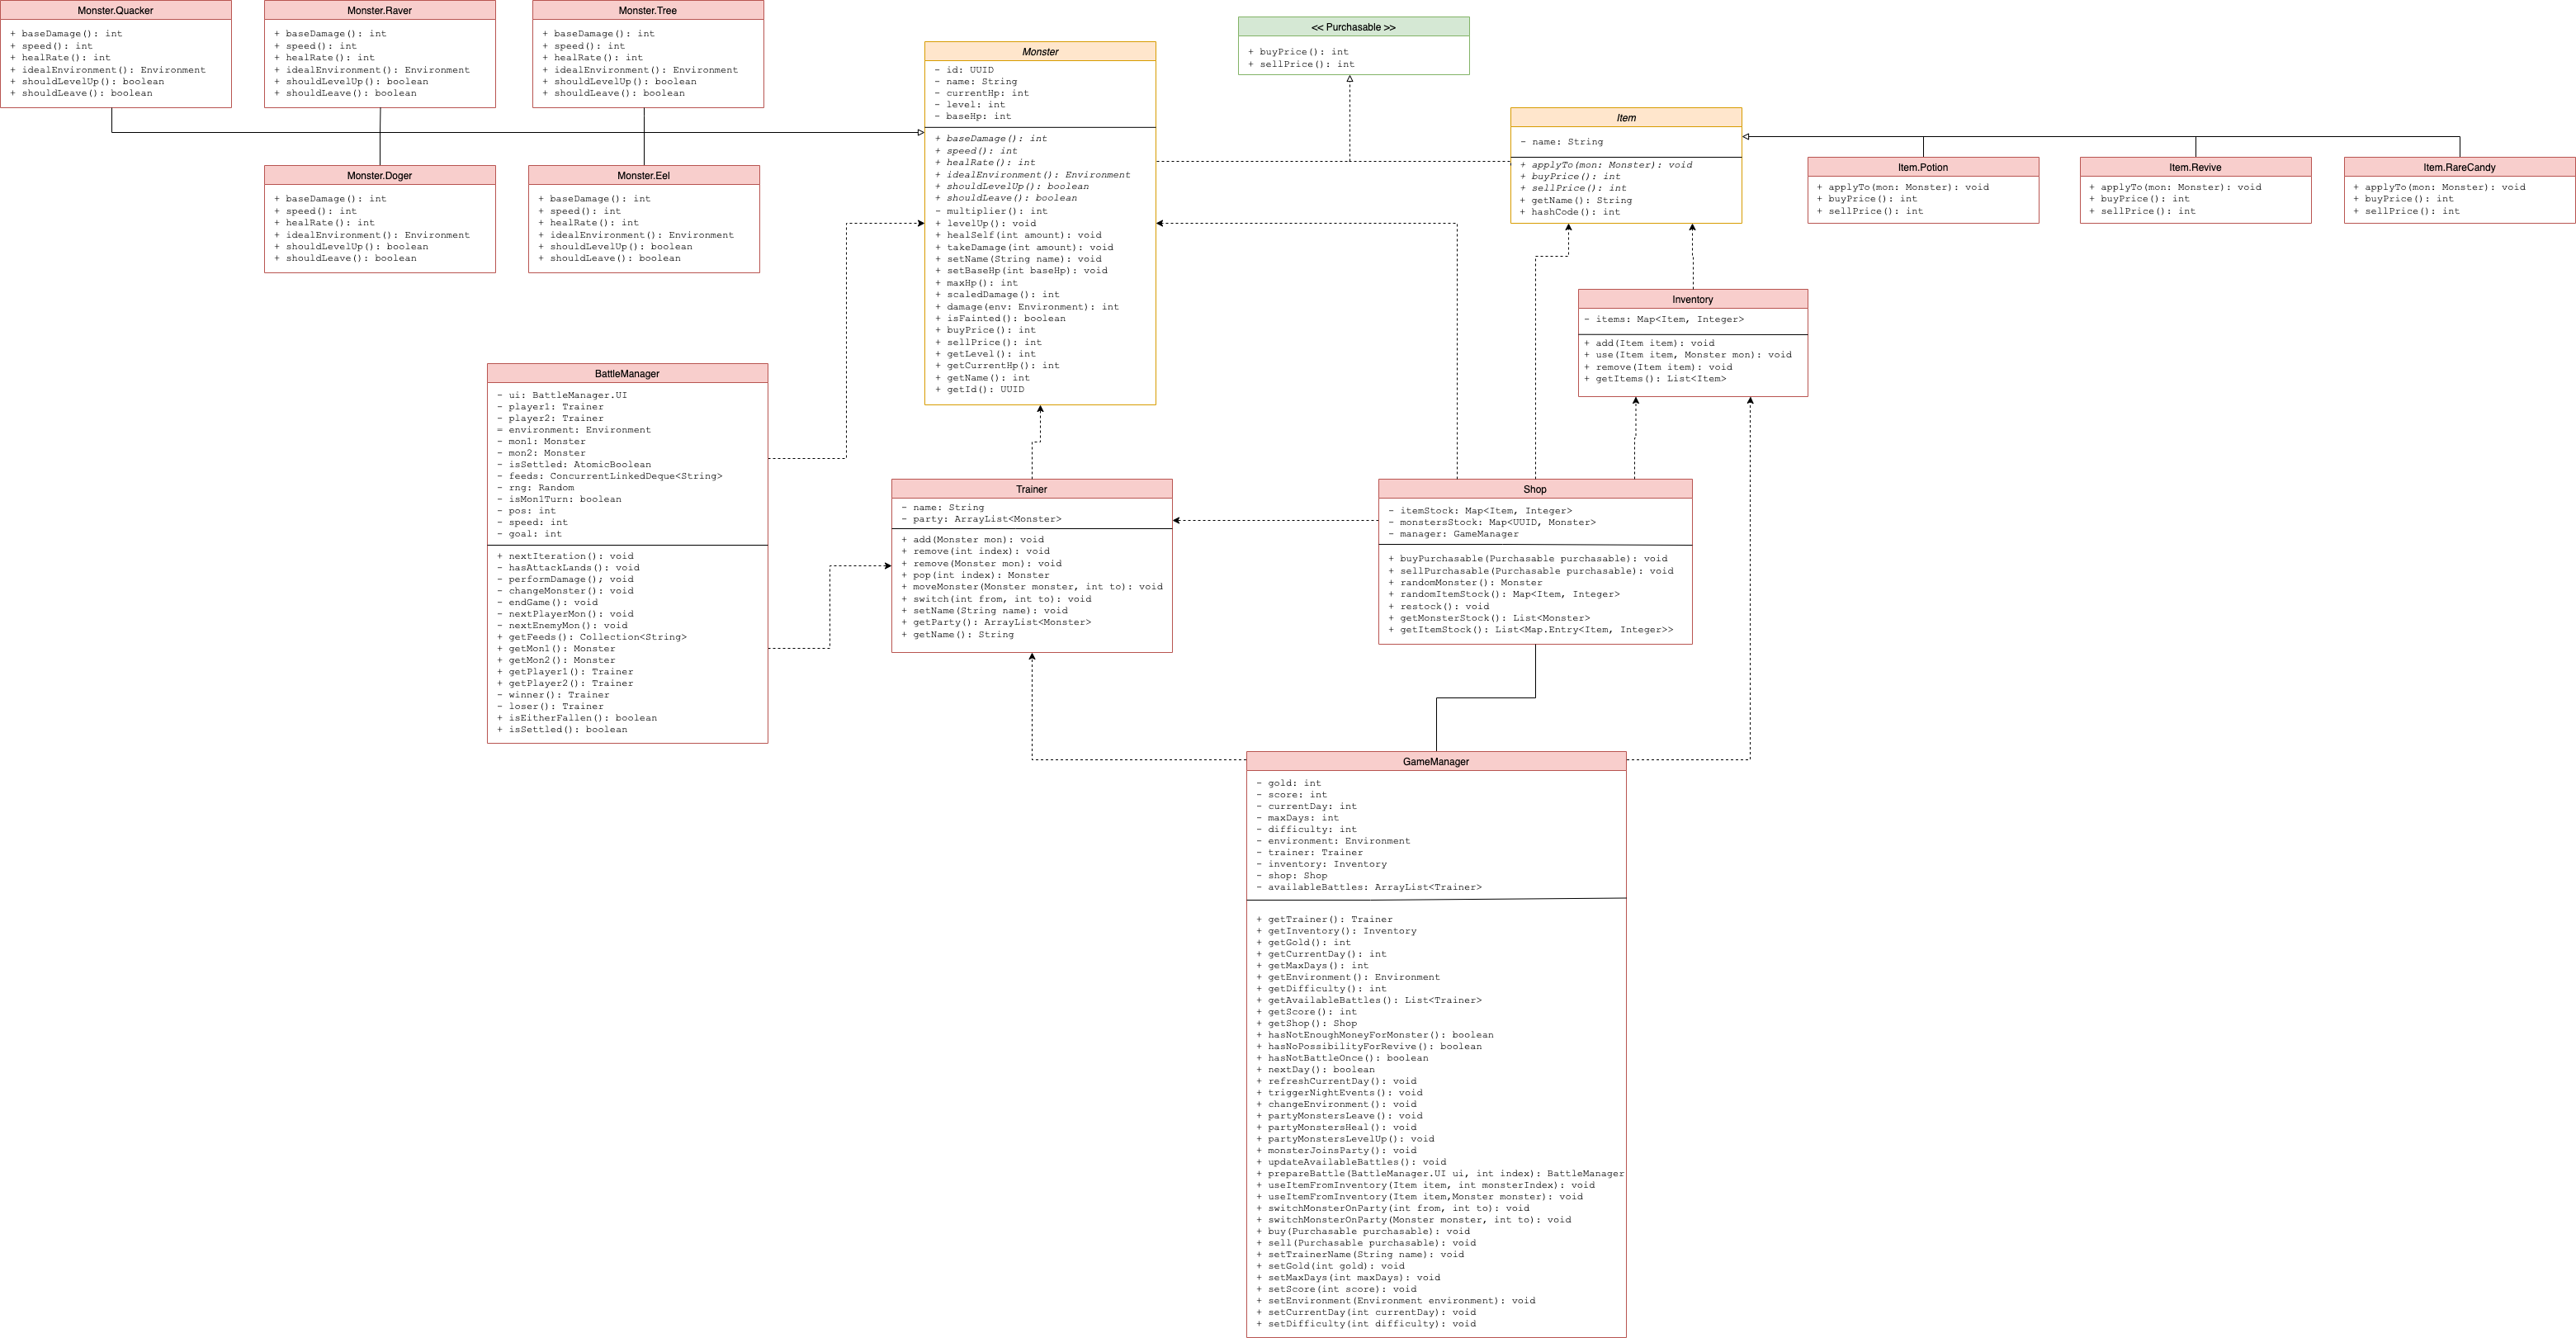 Monster.Quacker
+ baseDamage(): int
+ speed(): int
+ healRate(): int
+ idealEnvironment(): Environment
+ shouldLevelUp(): boolean
+ shouldLeave(): boolean
Monster.Raver
+ baseDamage(): int
+ speed(): int
+ healRate(): int
+ idealEnvironment(): Environment
+ shouldLevelUp(): boolean
+ shouldLeave(): boolean
Monster.Tree
+ baseDamage(): int
+ speed(): int
+ healRate(): int
+ idealEnvironment(): Environment
+ shouldLevelUp(): boolean
+ shouldLeave(): boolean
Monster.Doger
+ baseDamage(): int
+ speed(): int
+ healRate(): int
+ idealEnvironment(): Environment
+ shouldLevelUp(): boolean
+ shouldLeave(): boolean
Monster.Eel
+ baseDamage(): int
+ speed(): int
+ healRate(): int
+ idealEnvironment(): Environment
+ shouldLevelUp(): boolean
+ shouldLeave(): boolean
Monster
- id: UUID
- name: String
- currentHp: int
- level: int
- baseHp: int
+ baseDamage(): int
+ speed(): int
+ healRate(): int
+ idealEnvironment(): Environment
+ shouldLevelUp(): boolean
+ shouldLeave(): boolean
- multiplier(): int
+ levelUp(): void
+ healSelf(int amount): void
+ takeDamage(int amount): void
+ setName(String name): void
+ setBaseHp(int baseHp): void
+ maxHp(): int
+ scaledDamage(): int
+ damage(env: Environment): int
+ isFainted(): boolean
+ buyPrice(): int
+ sellPrice(): int
+ getLevel(): int
+ getCurrentHp(): int
+ getName(): int
+ getId(): UUID
<< Purchasable >>
+ buyPrice(): int
+ sellPrice(): int
Item
- name: String
+ applyTo(mon: Monster): void
+ buyPrice(): int
+ sellPrice(): int
+ getName(): String
+ hashCode(): int
Item.Potion
+ applyTo(mon: Monster): void
+ buyPrice(): int
+ sellPrice(): int
Item.Revive
+ applyTo(mon: Monster): void
+ buyPrice(): int
+ sellPrice(): int
Item.RareCandy
+ applyTo(mon: Monster): void
+ buyPrice(): int
+ sellPrice(): int
Inventory
- items: Map<Item, Integer>
+ add(Item item): void
+ use(Item item, Monster mon): void
+ remove(Item item): void
+ getItems(): List<Item>
BattleManager
- ui: BattleManager.UI
- player1: Trainer
- player2: Trainer
= environment: Environment
- mon1: Monster
- mon2: Monster
- isSettled: AtomicBoolean
- feeds: ConcurrentLinkedDeque<String>
- rng: Random
- isMon1Turn: boolean
- pos: int
- speed: int
- goal: int
+ nextIteration(): void
- hasAttackLands(): void
- performDamage(); void
- changeMonster(): void
- endGame(): void
- nextPlayerMon(): void
- nextEnemyMon(): void
+ getFeeds(): Collection<String>
+ getMon1(): Monster
+ getMon2(): Monster
+ getPlayer1(): Trainer
+ getPlayer2(): Trainer
- winner(): Trainer
- loser(): Trainer
+ isEitherFallen(): boolean
+ isSettled(): boolean
Trainer
- name: String
- party: ArrayList<Monster>
+ add(Monster mon): void
+ remove(int index): void
+ remove(Monster mon): void
+ pop(int index): Monster
+ moveMonster(Monster monster, int to): void
+ switch(int from, int to): void
+ setName(String name): void
+ getParty(): ArrayList<Monster>
+ getName(): String
Shop
- itemStock: Map<Item, Integer>
- monstersStock: Map<UUID, Monster>
- manager: GameManager
+ buyPurchasable(Purchasable purchasable): void
+ sellPurchasable(Purchasable purchasable): void
+ randomMonster(): Monster
+ randomItemStock(): Map<Item, Integer>
+ restock(): void
+ getMonsterStock(): List<Monster>
+ getItemStock(): List<Map.Entry<Item, Integer>>
GameManager
- gold: int
- score: int
- currentDay: int
- maxDays: int
- difficulty: int
- environment: Environment
- trainer: Trainer
- inventory: Inventory
- shop: Shop
- availableBattles: ArrayList<Trainer>
+ getTrainer(): Trainer
+ getInventory(): Inventory
+ getGold(): int
+ getCurrentDay(): int
+ getMaxDays(): int
+ getEnvironment(): Environment
+ getDifficulty(): int
+ getAvailableBattles(): List<Trainer>
+ getScore(): int
+ getShop(): Shop
+ hasNotEnoughMoneyForMonster(): boolean
+ hasNoPossibilityForRevive(): boolean
+ hasNotBattleOnce(): boolean
+ nextDay(): boolean
+ refreshCurrentDay(): void
+ triggerNightEvents(): void
+ changeEnvironment(): void
+ partyMonstersLeave(): void
+ partyMonstersHeal(): void
+ partyMonstersLevelUp(): void
+ monsterJoinsParty(): void
+ updateAvailableBattles(): void
+ prepareBattle(BattleManager.UI ui, int index): BattleManager
+ useItemFromInventory(Item item, int monsterIndex): void
+ useItemFromInventory(Item item,Monster monster): void
+ switchMonsterOnParty(int from, int to): void
+ switchMonsterOnParty(Monster monster, int to): void
+ buy(Purchasable purchasable): void
+ sell(Purchasable purchasable): void
+ setTrainerName(String name): void
+ setGold(int gold): void
+ setMaxDays(int maxDays): void
+ setScore(int score): void
+ setEnvironment(Environment environment): void
+ setCurrentDay(int currentDay): void
+ setDifficulty(int difficulty): void